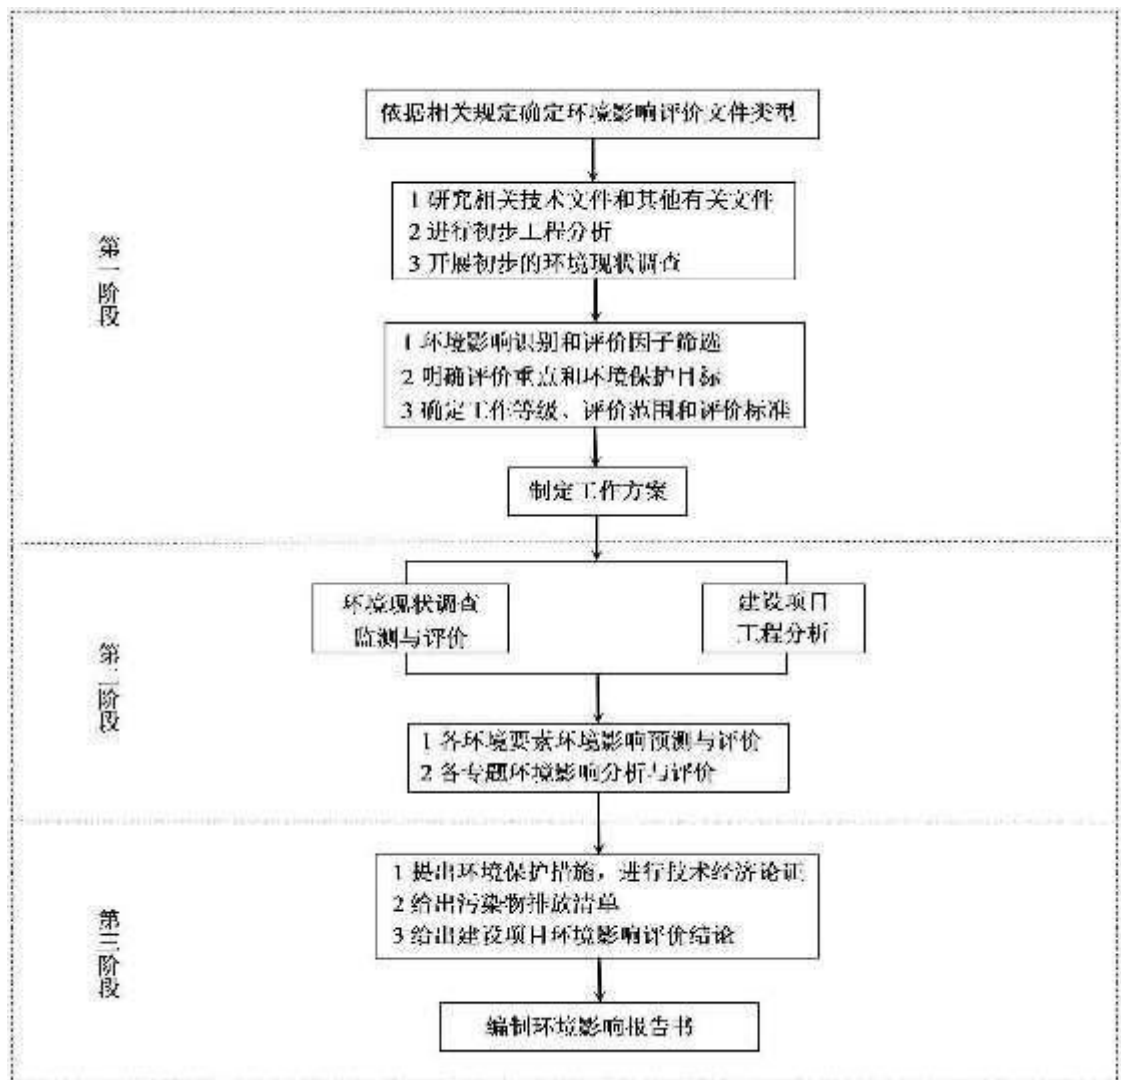 依据相关规定确定环境影响评价文件类型
第一阶段
1 研究相关技术文件和其他有关文件
2 进行初步工程分析
3 开展初步的环境现状调查
1 环境影响识别和评价因子筛选
2 明确评价重点和环境保护目标
3 确定工作等级、评价范围和评价标准
制定工作方案
第二阶段
环境现状调查
监测与评价
建设项目
工程分析
1 各环境要素环境影响预测与评价
2 各专题环境影响分析与评价
第三阶段
1 提出环境保护措施，进行技术经济论证
2 给出污染物排放清单
3 给出建设项目环境影响评价结论
编制环境影响报告书